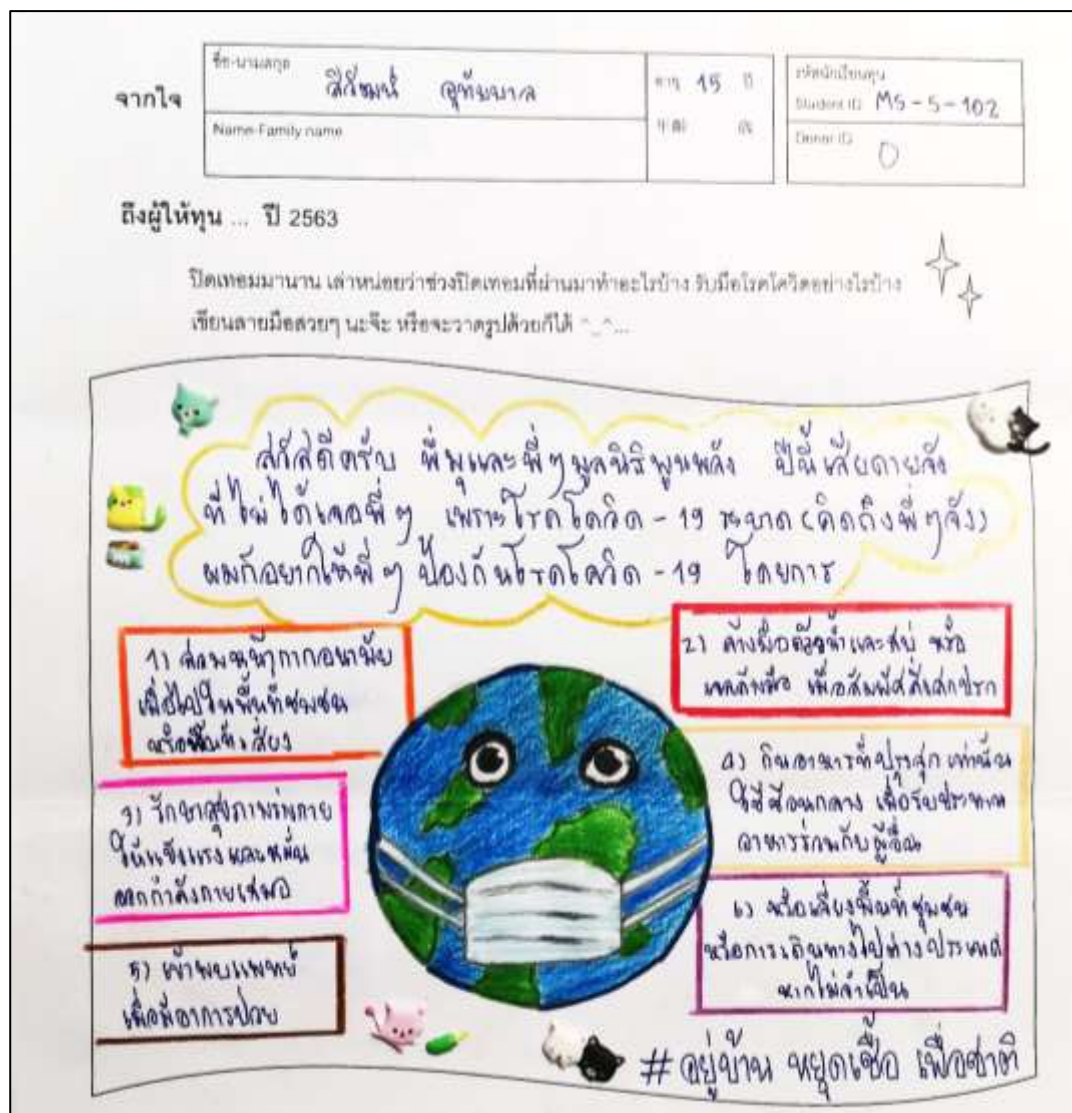 จากใจ
ชื่อ-นามสกุล
สิวัฒน์ อุทัยบาล
Name-Family name
อายุ 15 ปี
รหัสนักเรียนทุน
Student ID MS-5-102
Donor ID 0
ถึงผู้ให้ทุน ... ปี 2563
ปิดเทอมมานาน เล่าหน่อยว่าช่วงปิดเทอมที่ผ่านมาทำอะไรบ้าง รับมือโรคโควิดอย่างไรบ้าง
เขียนลายมือสวยๆ นะจ๊ะ หรือจะวาดรูปด้วยก็ได้ ^_^...
สวัสดีครับ พี่มุและพี่ๆมูลนิธิพูนพลัง ปีนี้เสียดายจัง
ที่ไม่ได้เจอพี่ๆ เพราะโรคโควิด-19 ระบาด(คิดถึงพี่ๆจัง)
ผมก็อยากให้พี่ๆ ป้องกันโรคโควิด-19 โดยการ
1) สวมหน้ากากอนามัย
เมื่อไปในพื้นที่ชุมชน
หรือพื้นที่เสี่ยง
2) ล้างมือด้วยน้ำและสบู่ หรือ
เจลล้างมือ เมื่อสัมผัสสิ่งสกปรก
3) รักษาสุขภาพร่างกาย
ให้แข็งแรงและหมั่น
ออกกำลังกายเสมอ
4) กินอาหารที่ปรุงสุกเท่านั้น
ใช้ช้อนกลาง เมื่อรับประทาน
อาหารร่วมกับผู้อื่น
5) เข้าพบแพทย์
เมื่อมีอาการป่วย
6) หลีกเลี่ยงพื้นที่ชุมชน
หรือการเดินทางไปต่างประเทศ
หากไม่จำเป็น
#อยู่บ้าน หยุดเชื้อ เพื่อชาติ